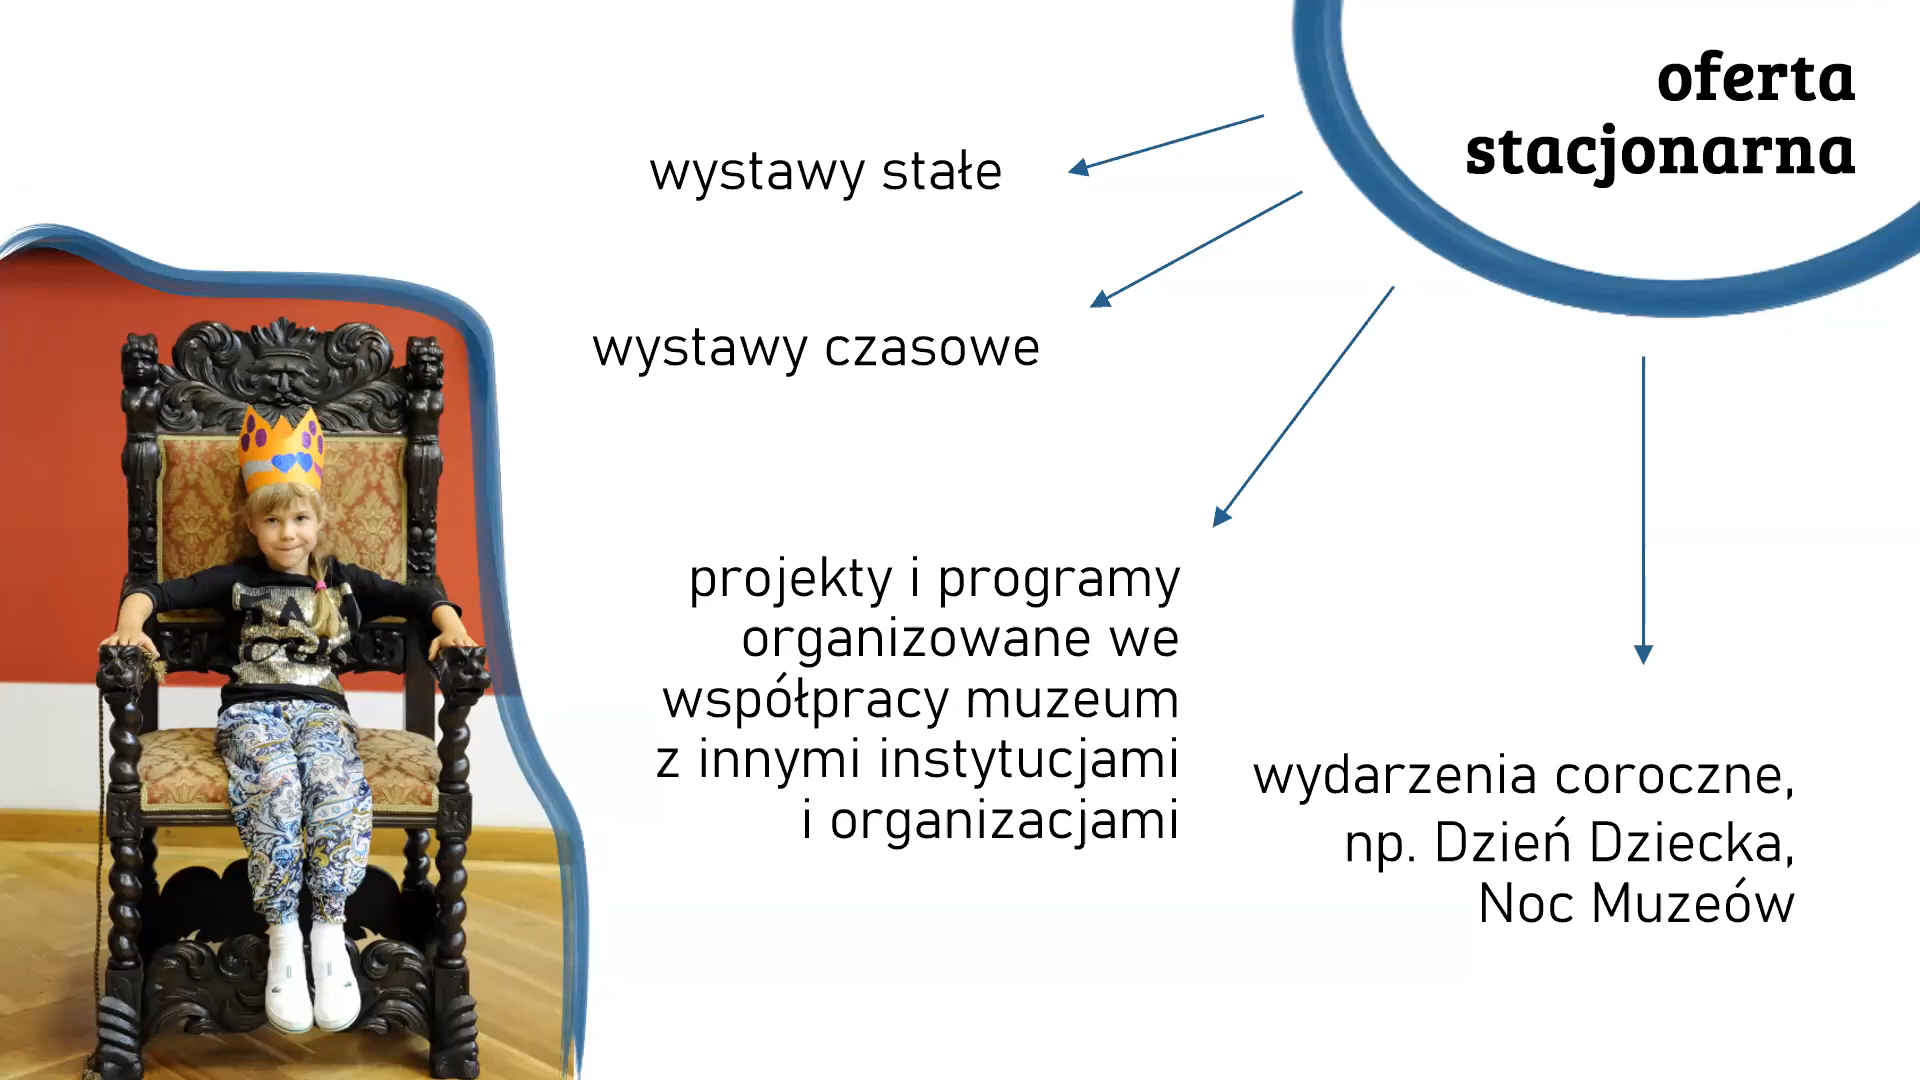 oferta
stacjonarna
wystawy stałe
wystawy czasowe
projekty i programy
organizowane we
współpracy muzeum
z innymi instytucjami
i organizacjami
wydarzenia coroczne,
np. Dzień Dziecka,
Noc Muzeów